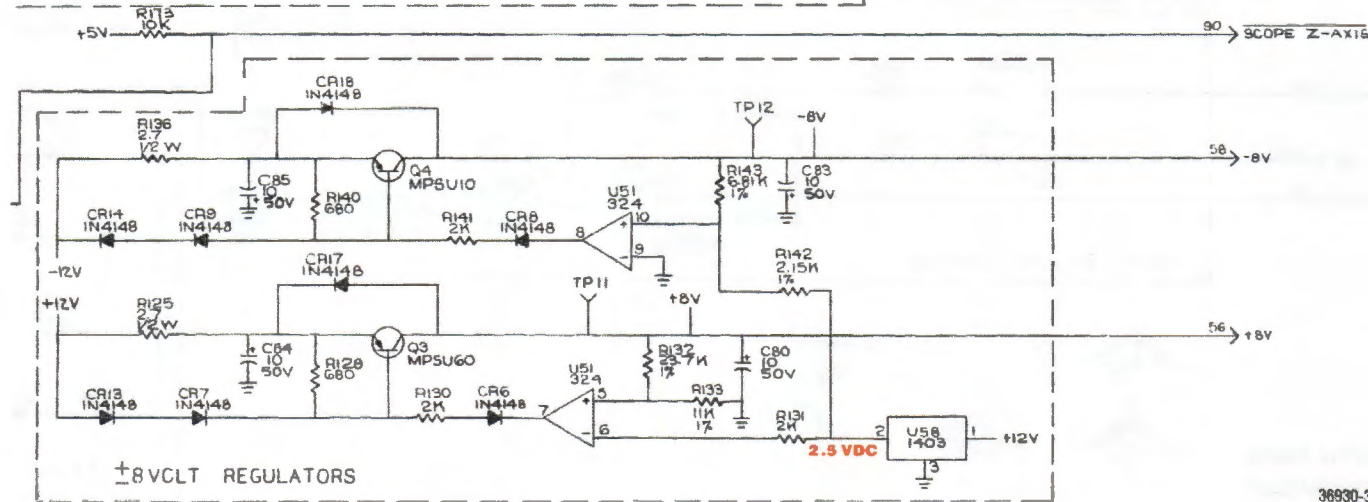 R173
10K
+5V
90
SCOPE Z-AXIS
CR18
1N4148
TP12
-8V
R136
2.7
1/2 W
58
-8V
Q4
MPSU10
C85
10
50V
R140
680
R143
6.81K
1%
C83
10
50V
U51
324
CR14
1N4148
CR9
1N4148
R141
2K
CR8
1N4148
8
10
+
9
-
R142
2.15K
1%
-12V
CR17
1N4148
TP11
+8V
+12V
R125
2.7
1/2 W
56
+8V
Q3
MPSU60
C84
10
50V
R128
680
R132
23.7K
1%
C80
10
50V
U51
324
CR13
1N4148
CR7
1N4148
R130
2K
CR6
1N4148
7
5
+
6
-
R133
11K
1%
R131
2K
2.5 VDC
2
U58
1403
1
+12V
3
±8 VOLT REGULATORS